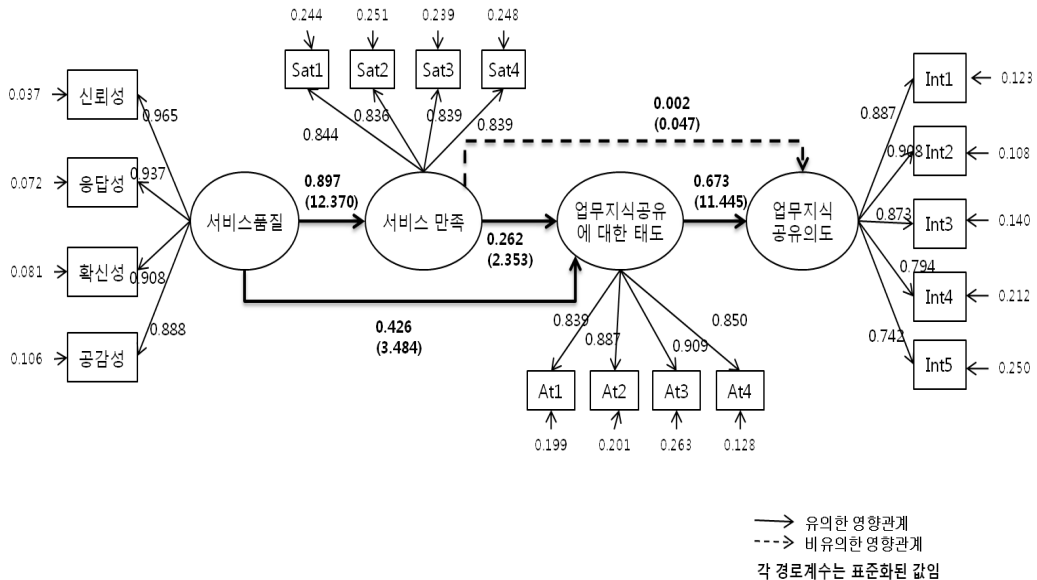 0.244
0.251
0.239
0.248
Sat1
Sat2
Sat3
Sat4
0.844
0.836
0.839
0.839
0.037
신뢰성
0.965
0.072
응답성
0.937
0.081
확신성
0.908
0.106
공감성
0.888
서비스품질
0.897
(12.370)
서비스 만족
0.262
(2.353)
0.002
(0.047)
업무지식공유
에 대한 태도
0.673
(11.445)
업무지식
공유의도
0.426
(3.484)
0.887
Int1
0.123
0.908
Int2
0.108
0.873
Int3
0.140
0.794
Int4
0.212
0.742
Int5
0.250
0.839
0.887
0.909
0.850
At1
At2
At3
At4
0.199
0.201
0.263
0.128
유의한 영향관계
비유의한 영향관계
각 경로계수는 표준화된 값임